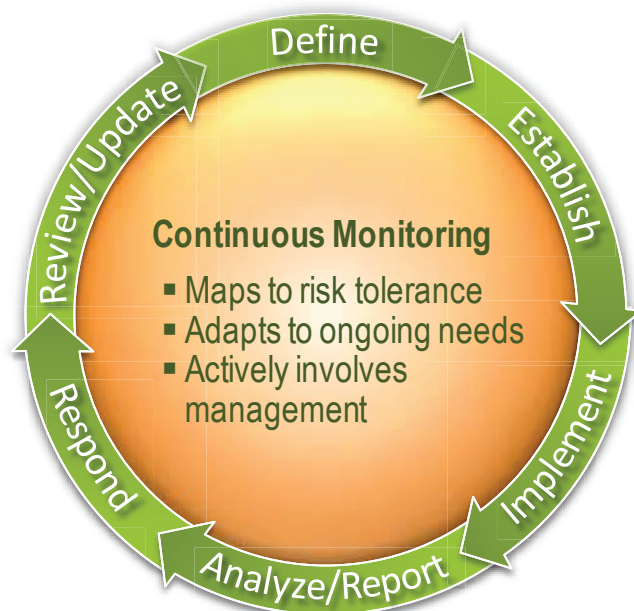 Define
Establish
Implement
Analyze/Report
Respond
Review/Update
Continuous Monitoring
▪ Maps to risk tolerance
▪ Adapts to ongoing needs
▪ Actively involves
management